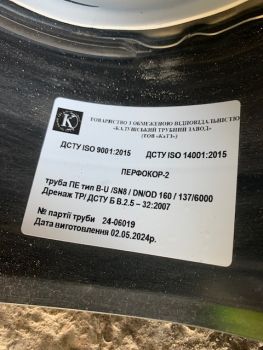 К
ТОВАРИСТВО З ОБМЕЖЕНОЮ ВІДПОВІДАЛЬНІСТЮ
«КАЛУШСЬКИЙ ТРУБНИЙ ЗАВОД»
(ТОВ «КаТЗ»)
ДСТУ ISO 9001:2015 ДСТУ ISO 14001:2015
ПЕРФОКОР-2
труба ПЕ тип В-U /SN8 / DN/OD 160 / 137/6000
Дренаж ТР/ ДСТУ Б В.2.5 – 32:2007
№ партії труби 24-06019
Дата виготовлення 02.05.2024р.